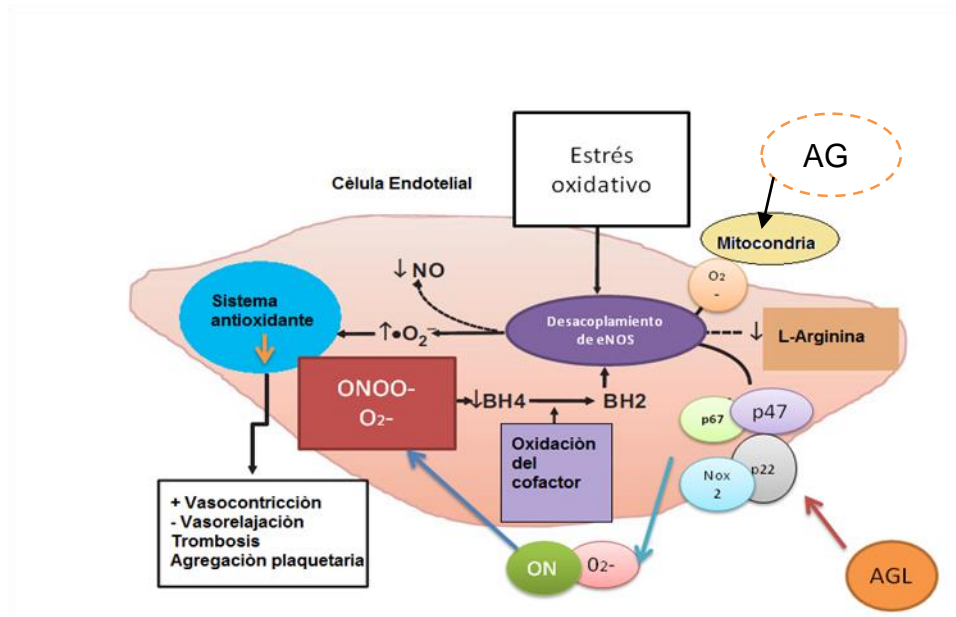 AG
Estrés
oxidativo
Cèlula Endotelial
Mitocondria
O2
-
↓ NO
Sistema
antioxidante
↑•O2-
Desacoplamiento
de eNOS
↓ L-Arginina
ONOO-
O2-
↓BH4
BH2
p67
p47
Oxidaciòn
del
cofactor
Nox
2
p22
+ Vasocontricciòn
- Vasorelajaciòn
Trombosis
Agregaciòn plaquetaria
ON
O2-
AGL